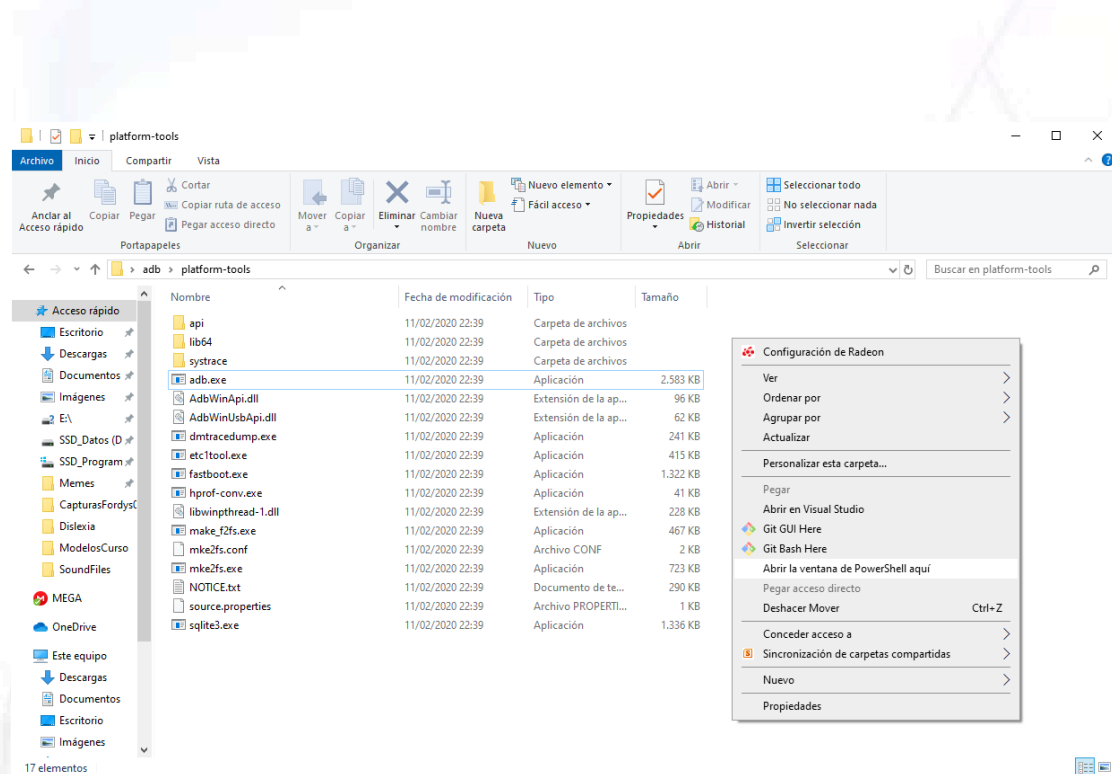 platform-tools
Archivo Inicio Compartir Vista
Anclar al Acceso rápido
Copiar
Pegar
Cortar
Copiar ruta de acceso
Pegar acceso directo
Portapapeles
Mover a
Copiar a
Eliminar
Cambiar nombre
Organizar
Nueva carpeta
Nuevo elemento
Fácil acceso
Nuevo
Propiedades
Abrir
Modificar
Historial
Abrir
Seleccionar todo
No seleccionar nada
Invertir selección
Seleccionar
adb > platform-tools
Buscar en platform-tools
Acceso rápido
Escritorio
Descargas
Documentos
Imágenes
E:\
SSD_Datos (D
SSD_Program
Memes
CapturasFordys(
Dislexia
ModelosCurso
SoundFiles
MEGA
OneDrive
Este equipo
Descargas
Documentos
Escritorio
Imágenes
Nombre Fecha de modificación Tipo Tamaño
api 11/02/2020 22:39 Carpeta de archivos
lib64 11/02/2020 22:39 Carpeta de archivos
systrace 11/02/2020 22:39 Carpeta de archivos
adb.exe 11/02/2020 22:39 Aplicación 2.583 KB
AdbWinApi.dll 11/02/2020 22:39 Extensión de la ap... 96 KB
AdbWinUsbApi.dll 11/02/2020 22:39 Extensión de la ap... 62 KB
dmtracedump.exe 11/02/2020 22:39 Aplicación 241 KB
etc1tool.exe 11/02/2020 22:39 Aplicación 415 KB
fastboot.exe 11/02/2020 22:39 Aplicación 1.322 KB
hprof-conv.exe 11/02/2020 22:39 Aplicación 41 KB
libwinpthread-1.dll 11/02/2020 22:39 Extensión de la ap... 228 KB
make_f2fs.exe 11/02/2020 22:39 Aplicación 467 KB
mke2fs.conf 11/02/2020 22:39 Archivo CONF 2 KB
mke2fs.exe 11/02/2020 22:39 Aplicación 723 KB
NOTICE.txt 11/02/2020 22:39 Documento de te... 290 KB
source.properties 11/02/2020 22:39 Archivo PROPERTI... 1 KB
sqlite3.exe 11/02/2020 22:39 Aplicación 1.336 KB
Configuración de Radeon
Ver
Ordenar por
Agrupar por
Actualizar
Personalizar esta carpeta...
Pegar
Abrir en Visual Studio
Git GUI Here
Git Bash Here
Abrir la ventana de PowerShell aquí
Pegar acceso directo
Deshacer Mover Ctrl+Z
Conceder acceso a
Sincronización de carpetas compartidas
Nuevo
Propiedades
17 elementos